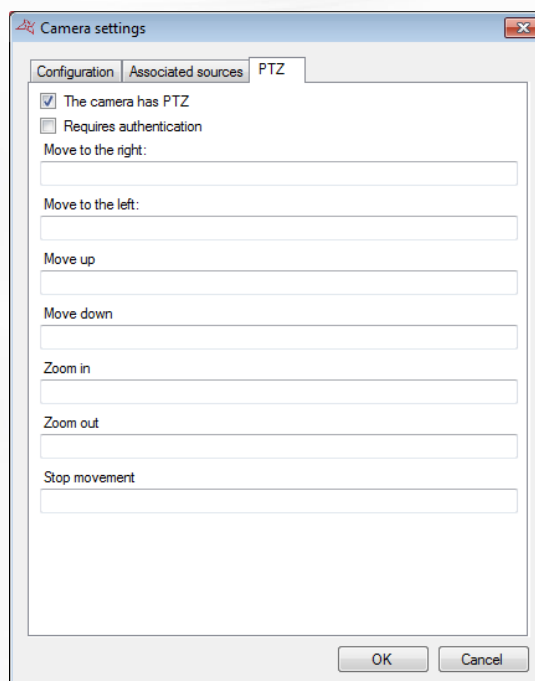 Camera settings
Configuration Associated sources PTZ
The camera has PTZ
Requires authentication
Move to the right:
Move to the left:
Move up
Move down
Zoom in
Zoom out
Stop movement
OK Cancel